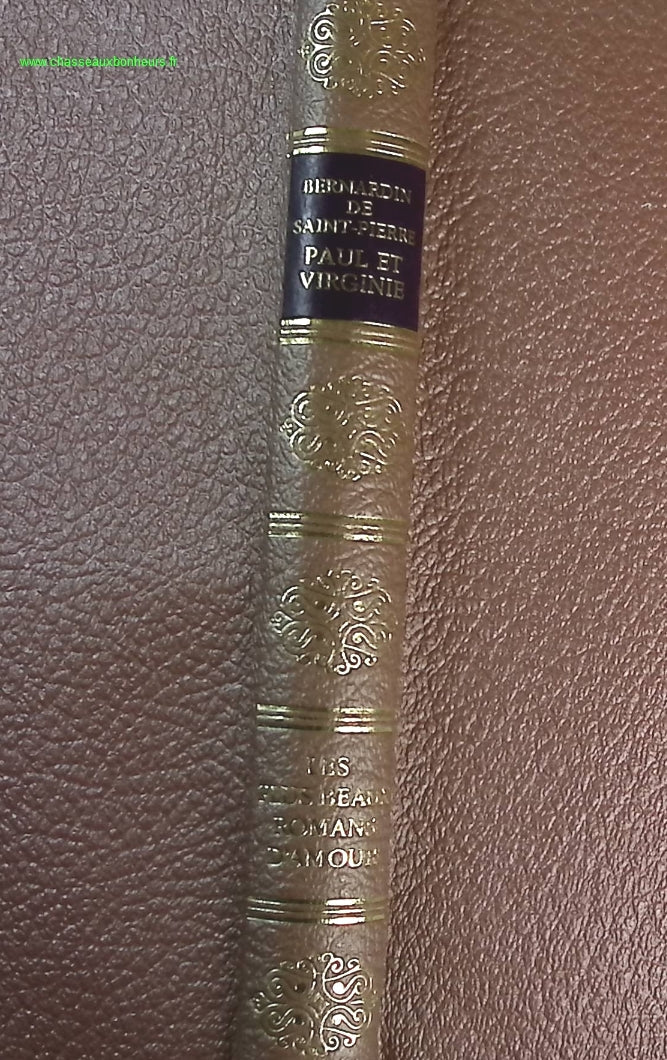 www.chasseauxbonheurs.fr
BERNARDIN
DE
SAINT-PIERRE
PAUL ET
VIRGINIE
LES
PLUS BEAUX
ROMANS
D'AMOUR